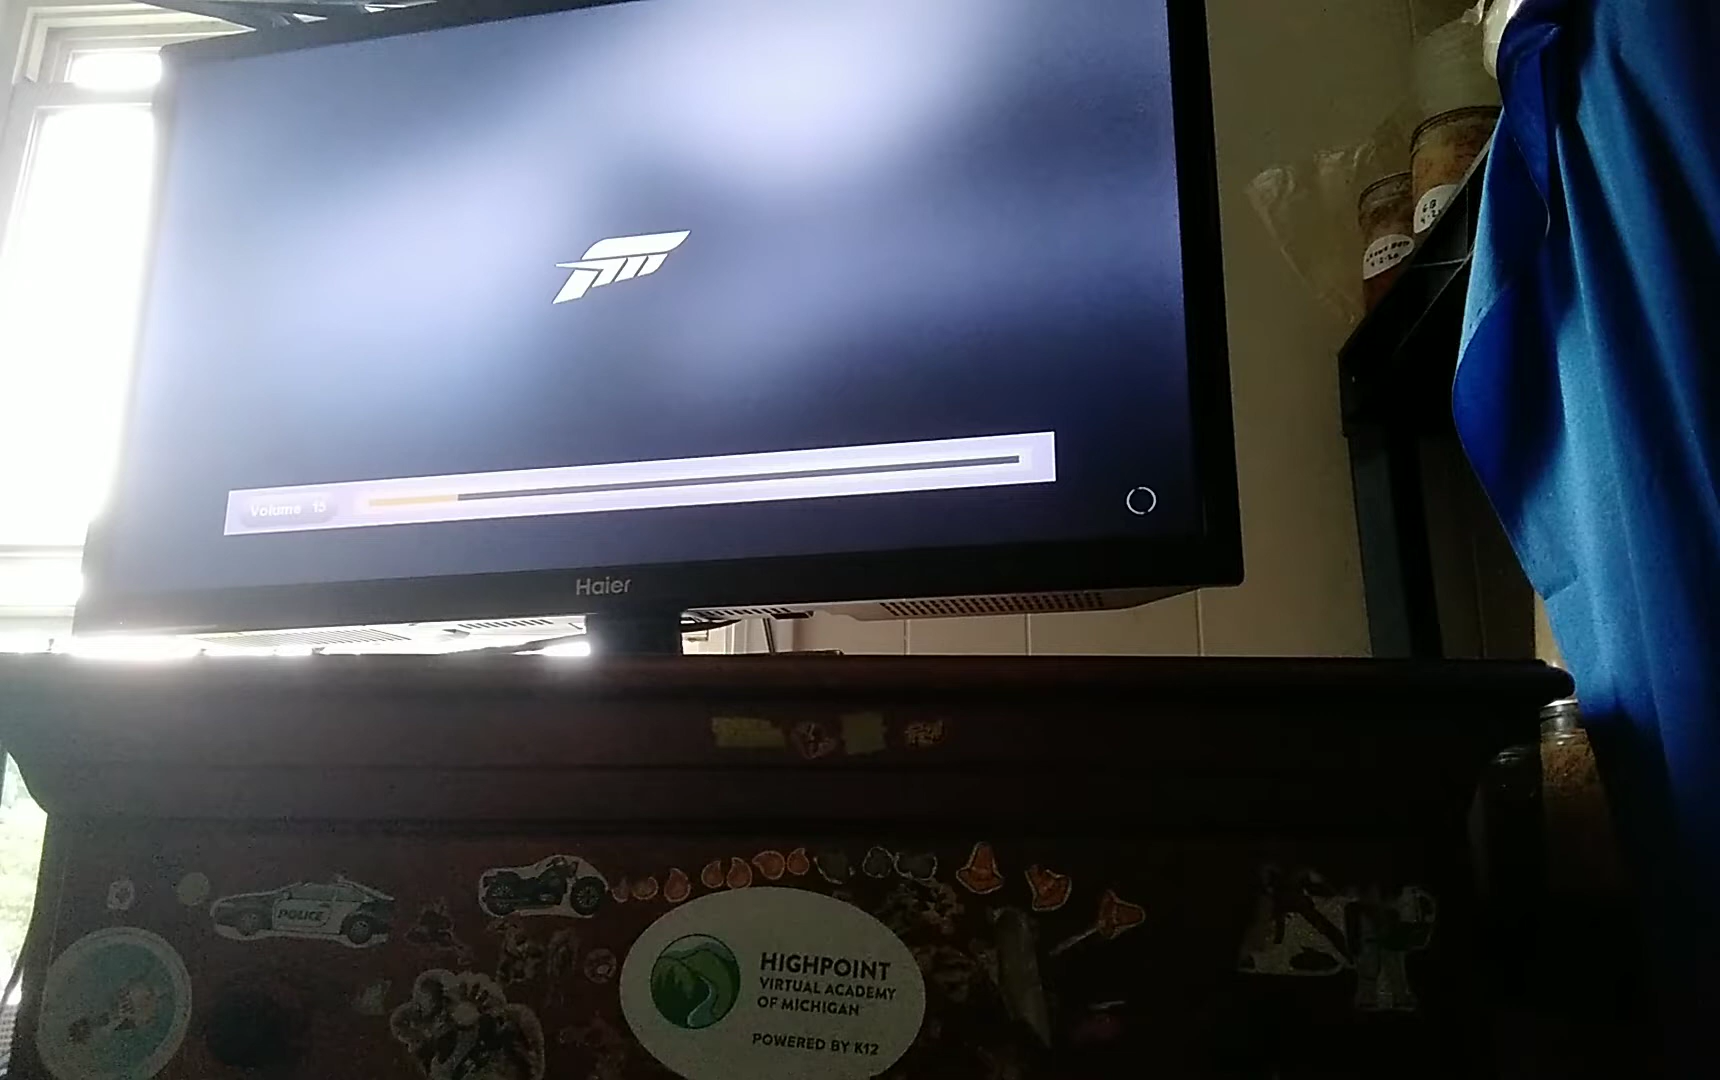 Volume 15
Haier
POLICE
HIGHPOINT
VIRTUAL ACADEMY
OF MICHIGAN
POWERED BY K12